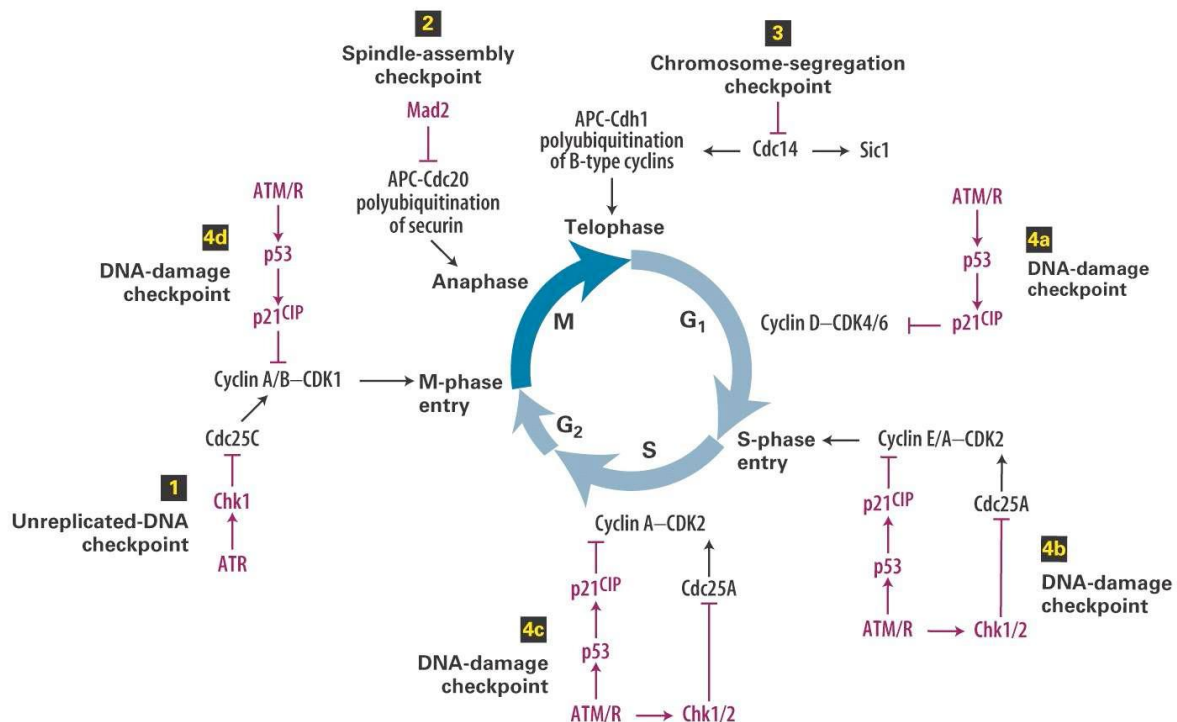 2
Spindle-assembly
checkpoint
Mad2
APC-Cdc20
polyubiquitination
of securin
Anaphase
3
Chromosome-segregation
checkpoint
APC-Cdh1
polyubiquitination
of B-type cyclins
Cdc14
Sic1
Telophase
ATM/R
4d
p53
DNA-damage
checkpoint
p21CIP
Cyclin A/B–CDK1
M-phase
entry
Cdc25C
1
Chk1
Unreplicated-DNA
checkpoint
ATR
M
G1
G2
S
ATM/R
4a
p53
DNA-damage
checkpoint
Cyclin D–CDK4/6
p21CIP
S-phase
entry
Cyclin E/A–CDK2
p21CIP
Cdc25A
4b
p53
DNA-damage
checkpoint
ATM/R
Chk1/2
Cyclin A–CDK2
p21CIP
Cdc25A
4c
p53
DNA-damage
checkpoint
ATM/R
Chk1/2